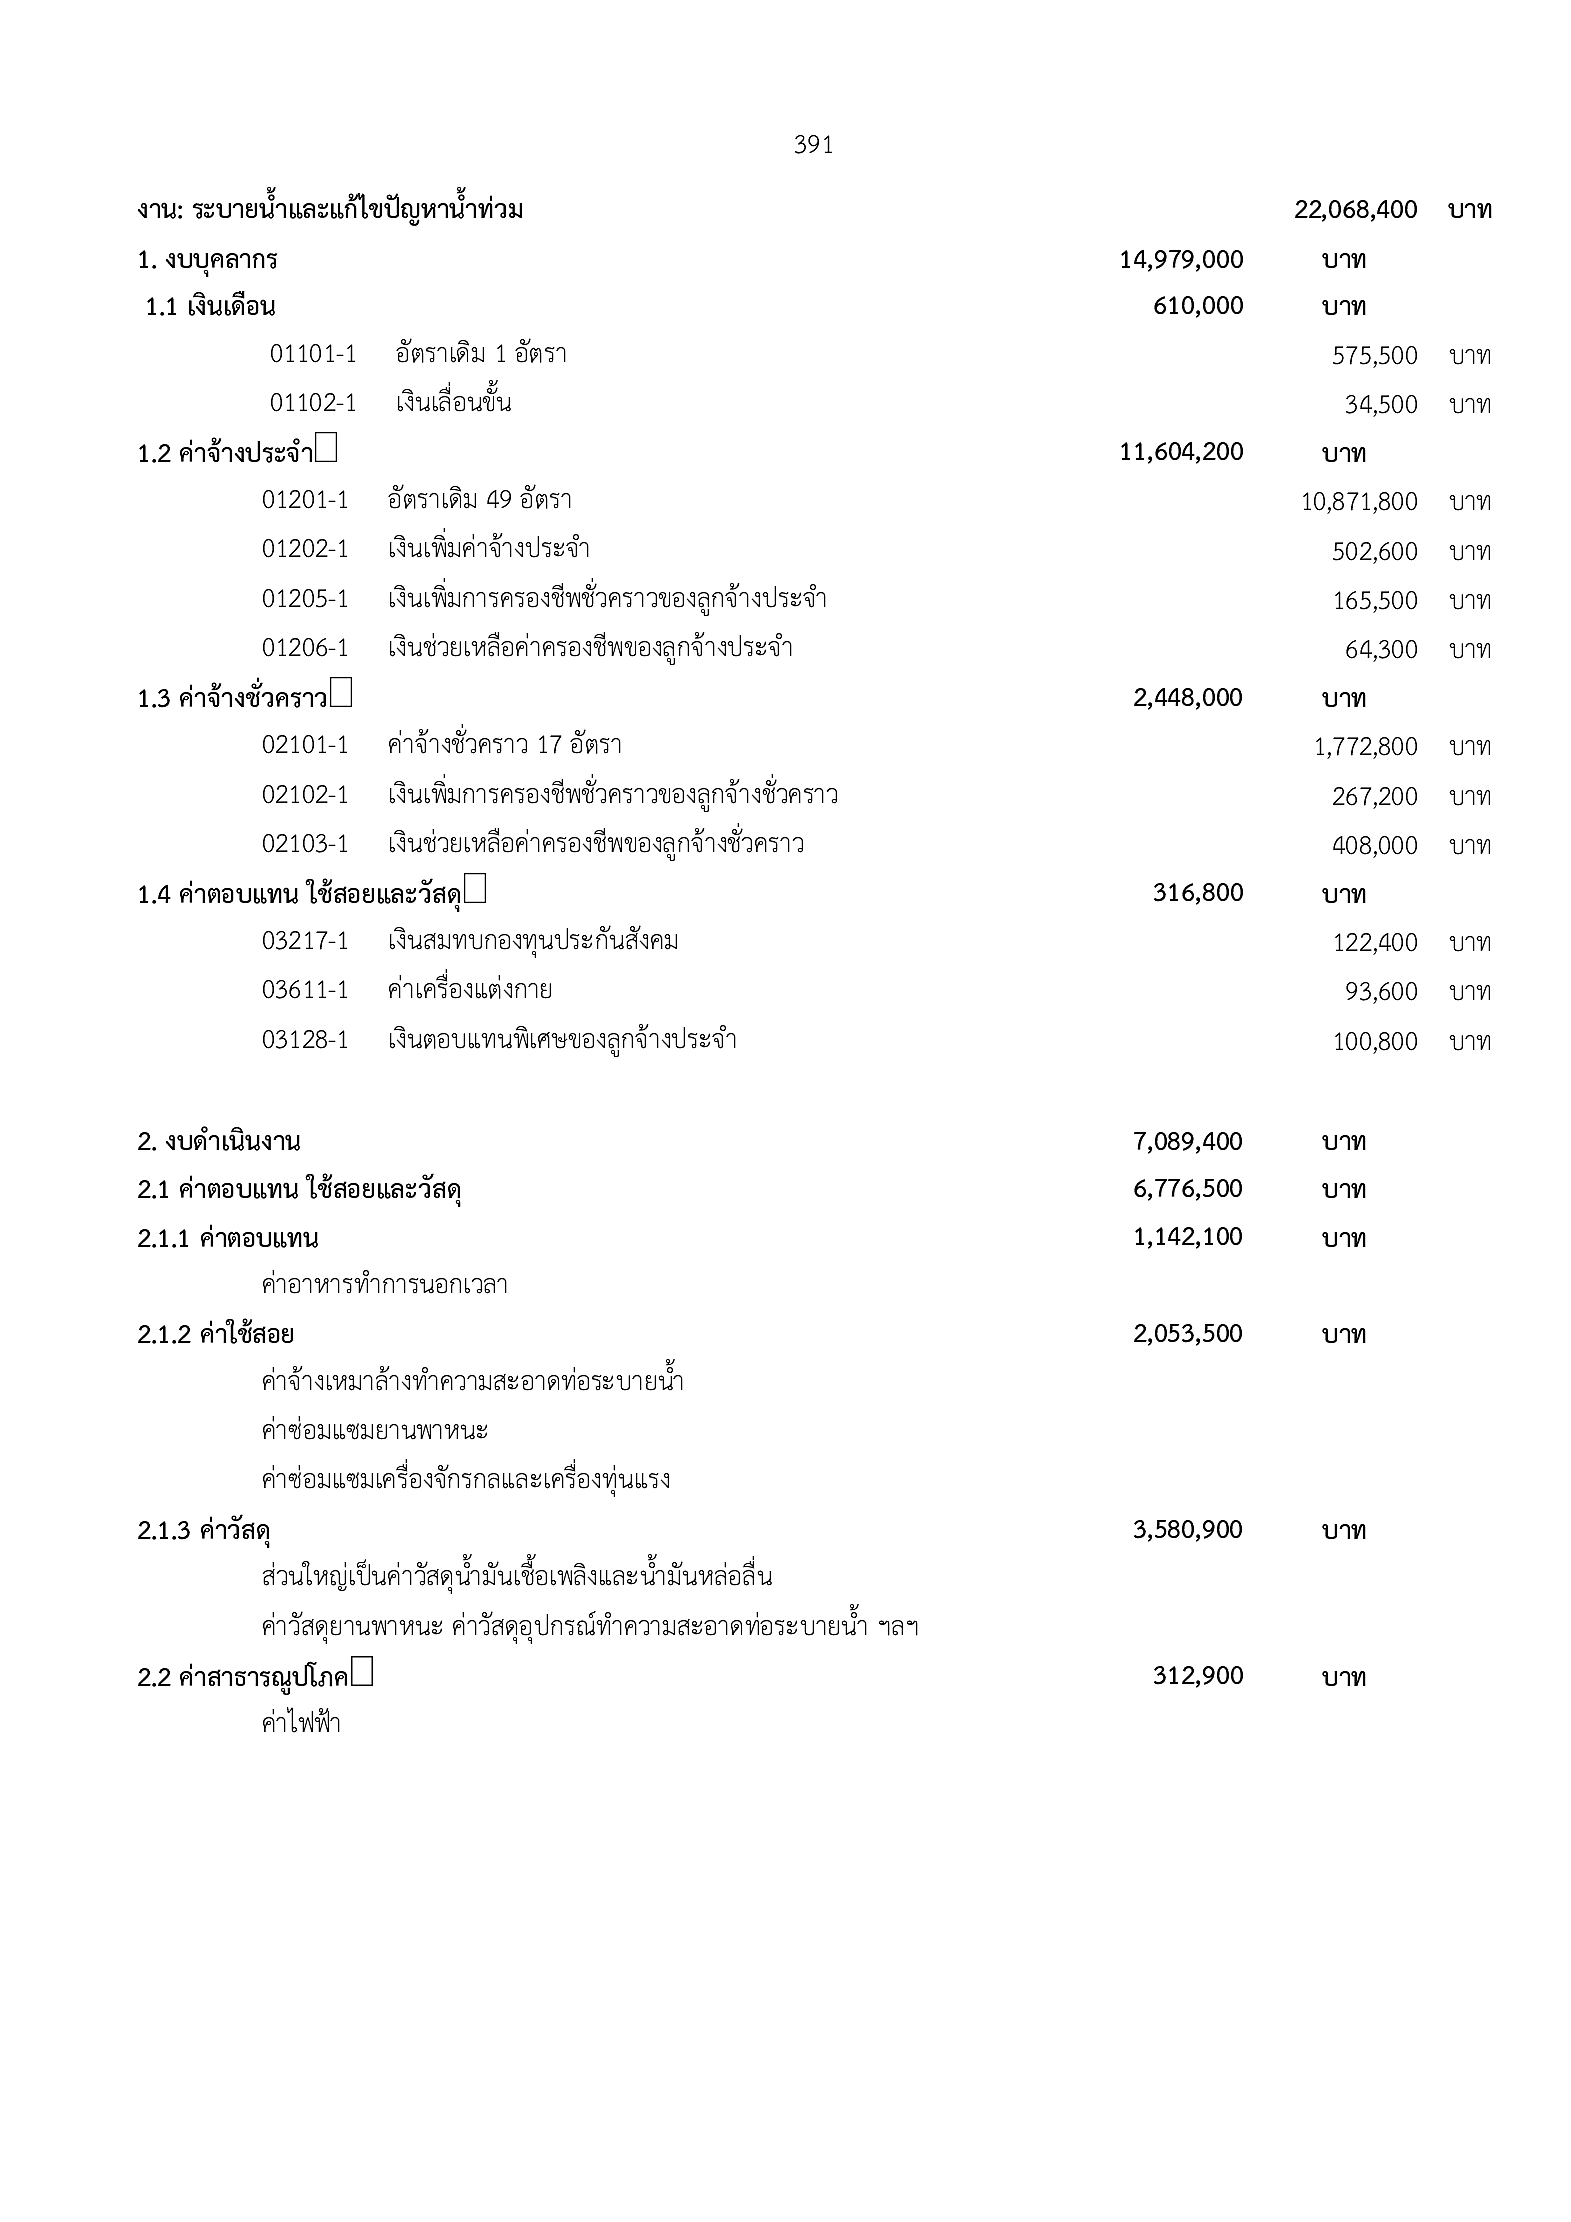 391
งาน: ระบายน้ำและแก้ไขปัญหาน้ำท่วม 22,068,400 บาท
1. งบบุคลากร 14,979,000 บาท
1.1 เงินเดือน 610,000 บาท
01101-1 อัตราเดิม 1 อัตรา 575,500 บาท
01102-1 เงินเลื่อนขั้น 34,500 บาท
1.2 ค่าจ้างประจำ 11,604,200 บาท
01201-1 อัตราเดิม 49 อัตรา 10,871,800 บาท
01202-1 เงินเพิ่มค่าจ้างประจำ 502,600 บาท
01205-1 เงินเพิ่มการครองชีพชั่วคราวของลูกจ้างประจำ 165,500 บาท
01206-1 เงินช่วยเหลือค่าครองชีพของลูกจ้างประจำ 64,300 บาท
1.3 ค่าจ้างชั่วคราว 2,448,000 บาท
02101-1 ค่าจ้างชั่วคราว 17 อัตรา 1,772,800 บาท
02102-1 เงินเพิ่มการครองชีพชั่วคราวของลูกจ้างชั่วคราว 267,200 บาท
02103-1 เงินช่วยเหลือค่าครองชีพของลูกจ้างชั่วคราว 408,000 บาท
1.4 ค่าตอบแทน ใช้สอยและวัสดุ 316,800 บาท
03217-1 เงินสมทบกองทุนประกันสังคม 122,400 บาท
03611-1 ค่าเครื่องแต่งกาย 93,600 บาท
03128-1 เงินตอบแทนพิเศษของลูกจ้างประจำ 100,800 บาท
2. งบดำเนินงาน 7,089,400 บาท
2.1 ค่าตอบแทน ใช้สอยและวัสดุ 6,776,500 บาท
2.1.1 ค่าตอบแทน 1,142,100 บาท
ค่าอาหารทำการนอกเวลา
2.1.2 ค่าใช้สอย 2,053,500 บาท
ค่าจ้างเหมาล้างทำความสะอาดท่อระบายน้ำ
ค่าซ่อมแซมยานพาหนะ
ค่าซ่อมแซมเครื่องจักรกลและเครื่องทุ่นแรง
2.1.3 ค่าวัสดุ 3,580,900 บาท
ส่วนใหญ่เป็นค่าวัสดุน้ำมันเชื้อเพลิงและน้ำมันหล่อลื่น
ค่าวัสดุยานพาหนะ ค่าวัสดุอุปกรณ์ทำความสะอาดท่อระบายน้ำ ฯลฯ
2.2 ค่าสาธารณูปโภค 312,900 บาท
ค่าไฟฟ้า